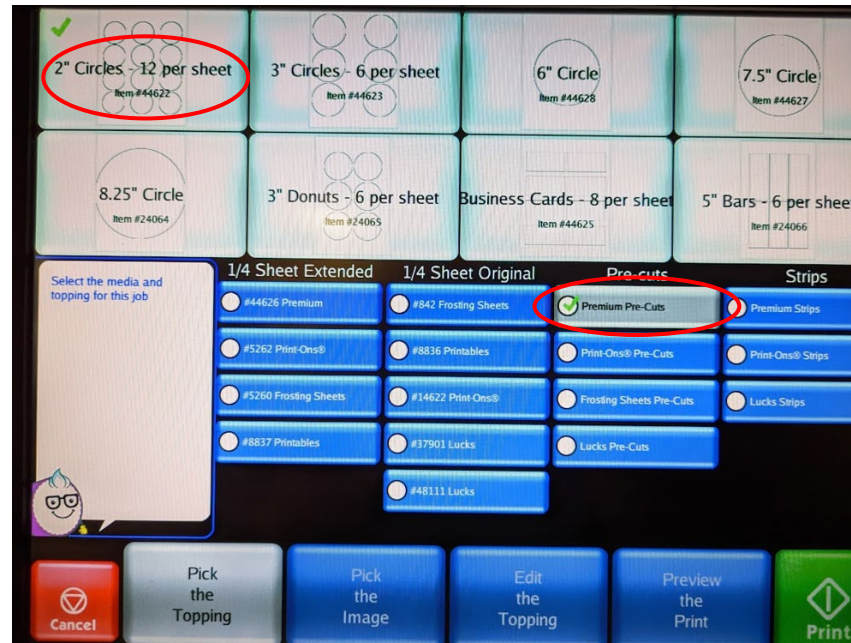 2" Circles - 12 per sheet
Item #44622
3" Circles - 6 per sheet
Item #44623
6" Circle
Item #44628
7.5" Circle
Item #44627
8.25" Circle
Item #24064
3" Donuts - 6 per sheet
Item #24065
Business Cards - 8 per sheet
Item #44625
5" Bars - 6 per sheet
Item #24066
Select the media and
topping for this job
1/4 Sheet Extended
#44626 Premium
#5262 Print-Ons®
#5260 Frosting Sheets
#8837 Printables
1/4 Sheet Original
#842 Frosting Sheets
#8836 Printables
#14622 Print-Ons®
#37901 Lucks
#48111 Lucks
Pre-cuts
Premium Pre-Cuts
Print-Ons® Pre-Cuts
Frosting Sheets Pre-Cuts
Lucks Pre-Cuts
Strips
Premium Strips
Print-Ons® Strips
Lucks Strips
Cancel
Pick
the
Topping
Pick
the
Image
Edit
the
Topping
Preview
the
Print
Print